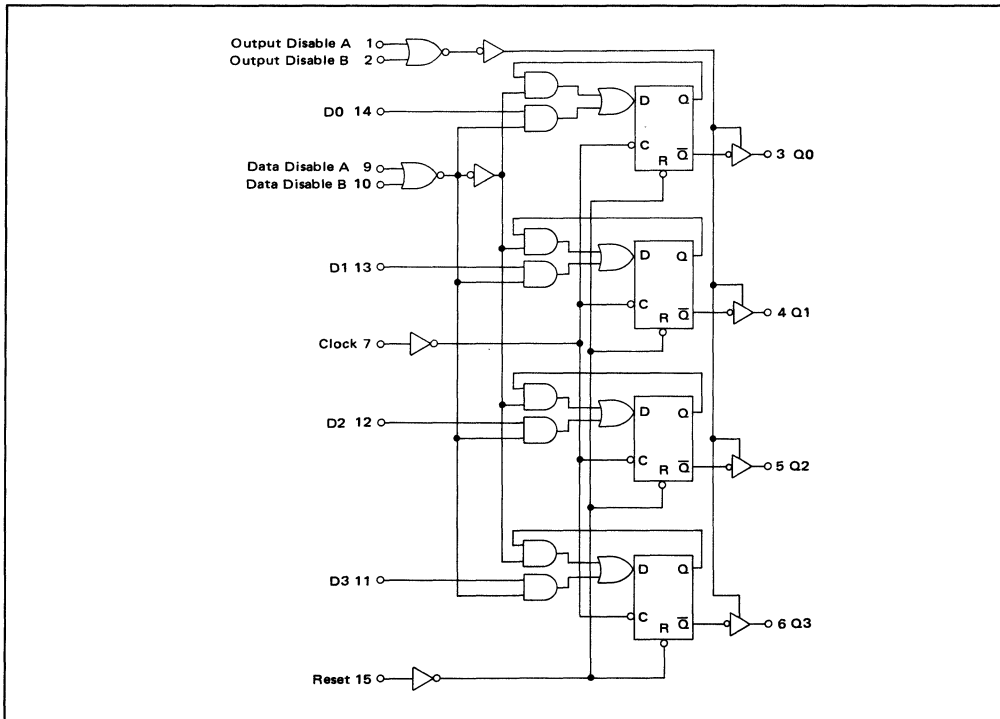 Output Disable A 1
Output Disable B 2
D Q
D0 14
C
R Q̅ 3 Q0
Data Disable A 9
Data Disable B 10
D Q
D1 13
C
R Q̅ 4 Q1
Clock 7
D Q
D2 12
C
R Q̅ 5 Q2
D Q
D3 11
C
R Q̅ 6 Q3
Reset 15